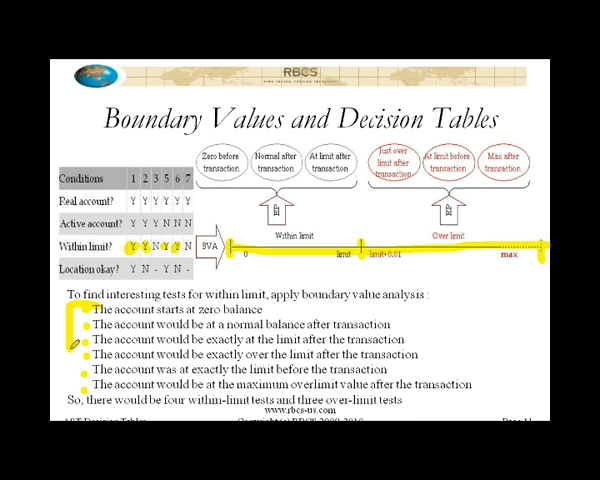 RBCS
Boundary Values and Decision Tables
Zero before transaction
Normal after transaction
At limit after transaction
Just over limit after transaction
At limit before transaction
Max after transaction
Conditions 1 2 3 5 6 7
Real account? Y Y Y Y Y Y
Active account? Y Y Y N N N
Within limit? Y Y N Y Y N
Location okay? Y N - Y N -
BVA
EP
EP
Within limit
Over limit
0
limit
limit+0.01
max
To find interesting tests for within limit, apply boundary value analysis :
The account starts at zero balance
The account would be at a normal balance after transaction
The account would be exactly at the limit after the transaction
The account would be exactly over the limit after the transaction
The account was at exactly the limit before the transaction
The account would be at the maximum overlimit value after the transaction
So, there would be four within-limit tests and three over-limit tests
www.rbcs-us.com